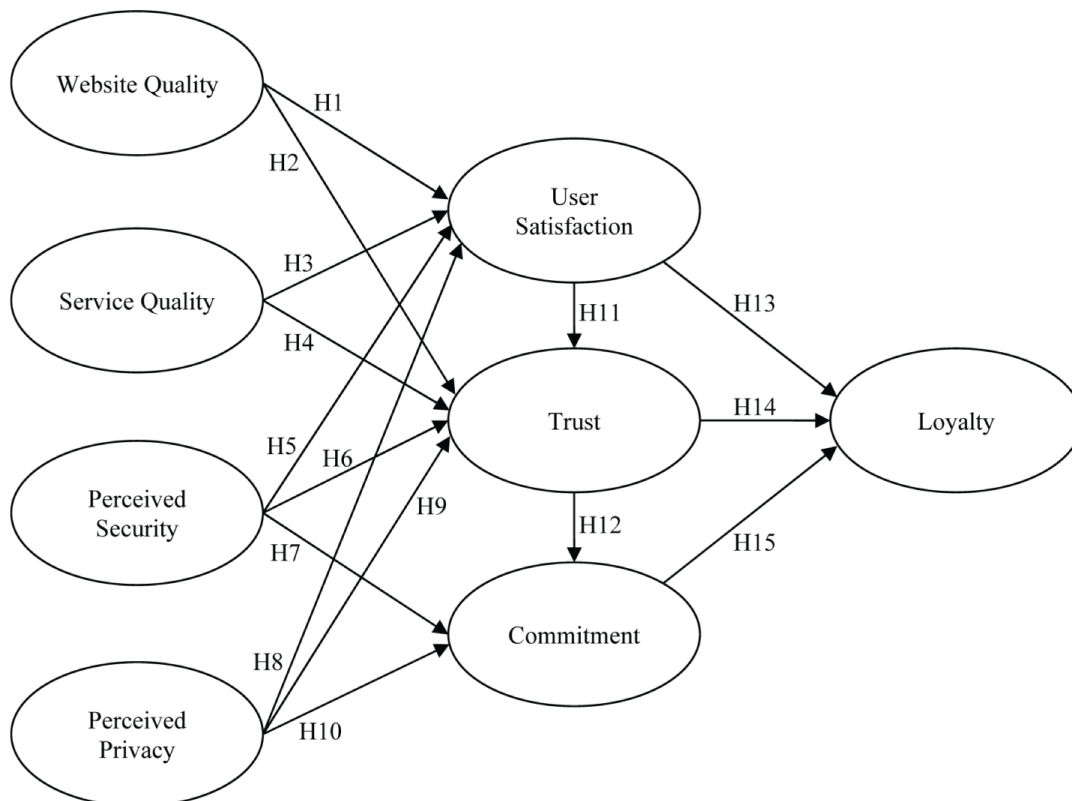 Website Quality
H1
H2
User
Satisfaction
Service Quality
H3
H4
H13
H11
Trust
H14
Loyalty
Perceived
Security
H5
H6
H9
H7
H12
H15
Commitment
H8
Perceived
Privacy
H10